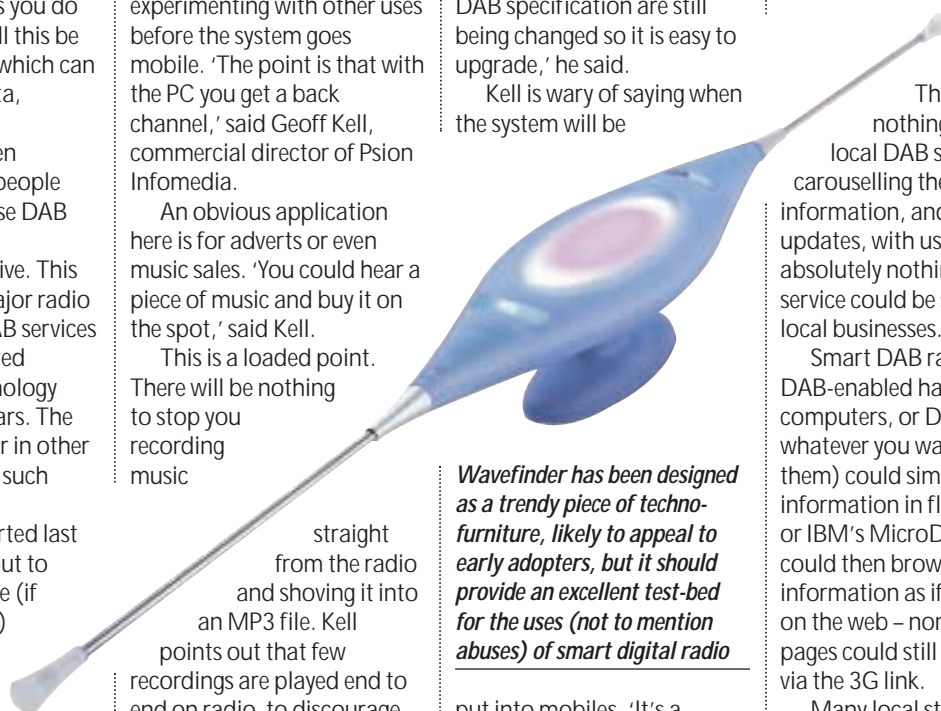 s you do
ll this be
which can
ta,
en
people
se DAB
ive. This
ajor radio
AB services
ed
nology
ars. The
r in other
such
rted last
out to
e (if
)
experimenting with other uses
before the system goes
mobile. 'The point is that with
the PC you get a back
channel,' said Geoff Kell,
commercial director of Psion
Infomedia.
An obvious application
here is for adverts or even
music sales. 'You could hear a
piece of music and buy it on
the spot,' said Kell.
This is a loaded point.
There will be nothing
to stop you
recording
music
straight
from the radio
and shoving it into
an MP3 file. Kell
points out that few
recordings are played end to
end on radio, to discourage
DAB specification are still
being changed so it is easy to
upgrade,' he said.
Kell is wary of saying when
the system will be
Wavefinder has been designed
as a trendy piece of techno-
furniture, likely to appeal to
early adopters, but it should
provide an excellent test-bed
for the uses (not to mention
abuses) of smart digital radio
put into mobiles. 'It's a
Th
nothing
local DAB s
carouselling the
information, and
updates, with us
absolutely nothin
service could be
local businesses.
Smart DAB ra
DAB-enabled ha
computers, or D
whatever you wa
them) could sim
information in fl
or IBM's MicroD
could then brow
information as if
on the web – nor
pages could still
via the 3G link.
Many local st